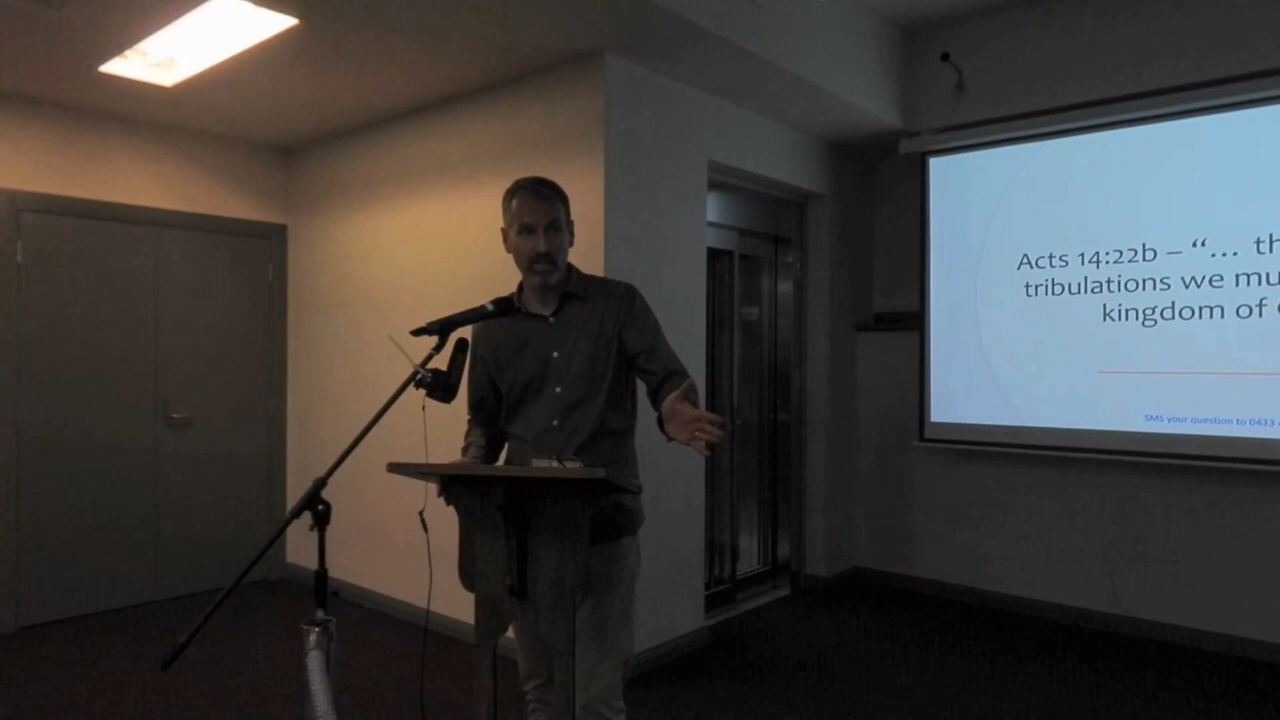 Acts 14:22b – “... th
tribulations we mu
kingdom of
SMS your question to 0433